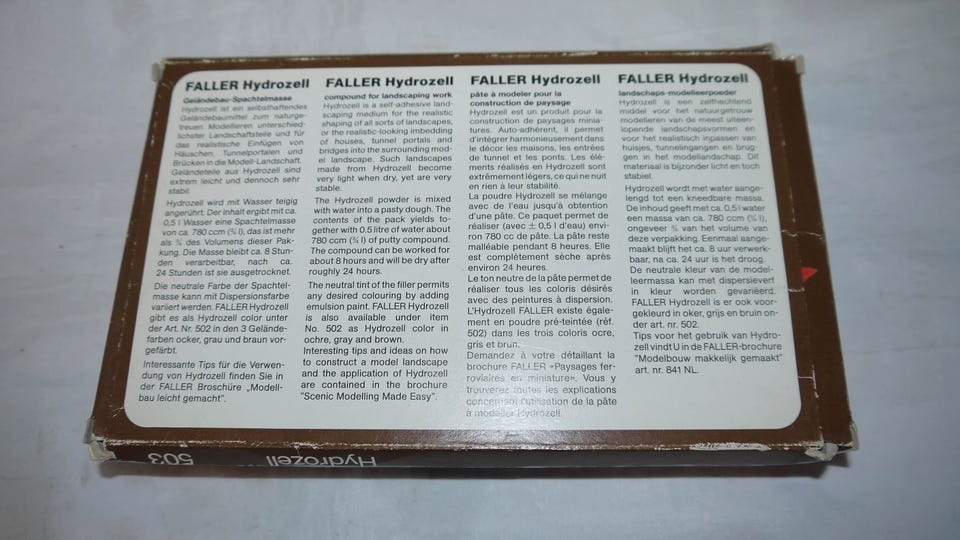 FALLER Hydrozell
Geländebau-Spachtelmasse
Hydrozell ist ein selbsthaftendes
Geländebaumittel zum naturge-
treuen Modellieren unterschied-
lichster Landschaftsteile und für
das realistische Einfügen von
Häuschen, Tunnelportalen und
Brücken in die Modell-Landschaft.
Geländeteile aus Hydrozell sind
extrem leicht und dennoch sehr
stabil.
Hydrozell wird mit Wasser teigig
angerührt. Der Inhalt ergibt mit ca.
0,5 l Wasser eine Spachtelmasse
von ca. 780 ccm (¾ l), das ist mehr
als ¾ des Volumens dieser Pak-
kung. Die Masse bleibt ca. 8 Stun-
den verarbeitbar, nach ca.
24 Stunden ist sie ausgetrocknet.
Die neutrale Farbe der Spachtel-
masse kann mit Dispersionsfarbe
variiert werden. FALLER Hydrozell
gibt es als Hydrozell color unter
der Art. Nr. 502 in den 3 Gelände-
farben ocker, grau und braun vor-
gefärbt.
Interessante Tips für die Verwen-
dung von Hydrozell finden Sie in
der FALLER Broschüre „Modell-
bau leicht gemacht".
FALLER Hydrozell
compound for landscaping work
Hydrozell is a self-adhesive land-
scaping medium for the realistic
shaping of all sorts of landscapes,
or the realistic-looking imbedding
of houses, tunnel portals and
bridges into the surrounding mod-
el landscape. Such landscapes
made from Hydrozell become
very light when dry, yet are very
stable.
The Hydrozell powder is mixed
with water into a pasty dough. The
contents of the pack yields to-
gether with 0.5 litre of water about
780 ccm (¾ l) of putty compound.
The compound can be worked for
about 8 hours and will be dry after
roughly 24 hours.
The neutral tint of the filler permits
any desired colouring by adding
emulsion paint. FALLER Hydrozell
is also available under item
No. 502 as Hydrozell color in
ochre, gray and brown.
Interesting tips and ideas on how
to construct a model landscape
and the application of Hydrozell
are contained in the brochure
"Scenic Modelling Made Easy".
FALLER Hydrozell
pâte à modeler pour la
construction de paysage
Hydrozell est un produit pour la
construction de paysages minia-
tures. Auto-adhérent, il permet
d'intégrer harmonieusement dans
le décor les maisons, les entrées
de tunnel et les ponts. Les élé-
ments réalisés en Hydrozell sont
extrêmement légers, ce qui ne nuit
en rien à leur stabilité.
La poudre Hydrozell se mélange
avec de l'eau jusqu'à obtention
d'une pâte. Ce paquet permet de
réaliser (avec ± 0,5 l d'eau) envi-
ron 780 cc de pâte. La pâte reste
malléable pendant 8 heures. Elle
est complètement sèche après
environ 24 heures.
Le ton neutre de la pâte permet de
réaliser tous les coloris désirés
avec des peintures à dispersion.
L'Hydrozell FALLER existe égale-
ment en poudre pré-teintée (réf.
502) dans les trois coloris ocre,
gris et brun.
Demandez à votre détaillant la
brochure FALLER «Paysages fer-
roviaires en miniature». Vous y
trouverez toutes les explications
concernant l'utilisation de la pâte
à modeler Hydrozell.
FALLER Hydrozell
landschaps-modelleerpoeder
Hydrozell is een zelfhechtend
middel voor het natuurgetrouw
modelleren van de meest uiteen-
lopende landschapsvormen en
voor het realistisch inpassen van
huisjes, tunnelingangen en brug-
gen in het modellandschap. Dit
materiaal is bijzonder licht en toch
stabiel.
Hydrozell wordt met water aange-
lengd tot een kneedbare massa.
De inhoud geeft met ca. 0,5 l water
een massa van ca. 780 ccm (¾ l),
ongeveer ¾ van het volume van
deze verpakking. Eenmaal aange-
maakt blijft het ca. 8 uur verwerk-
baar, na ca. 24 uur is het droog.
De neutrale kleur van de model-
leermassa kan met dispersieverf
in kleur worden gevariëerd.
FALLER Hydrozell is er ook voor-
gekleurd in oker, grijs en bruin on-
der art. nr. 502.
Tips voor het gebruik van Hydro-
zell vindt U in de FALLER-brochure
"Modelbouw makkelijk gemaakt"
art. nr. 841 NL.
Hydrozell 503